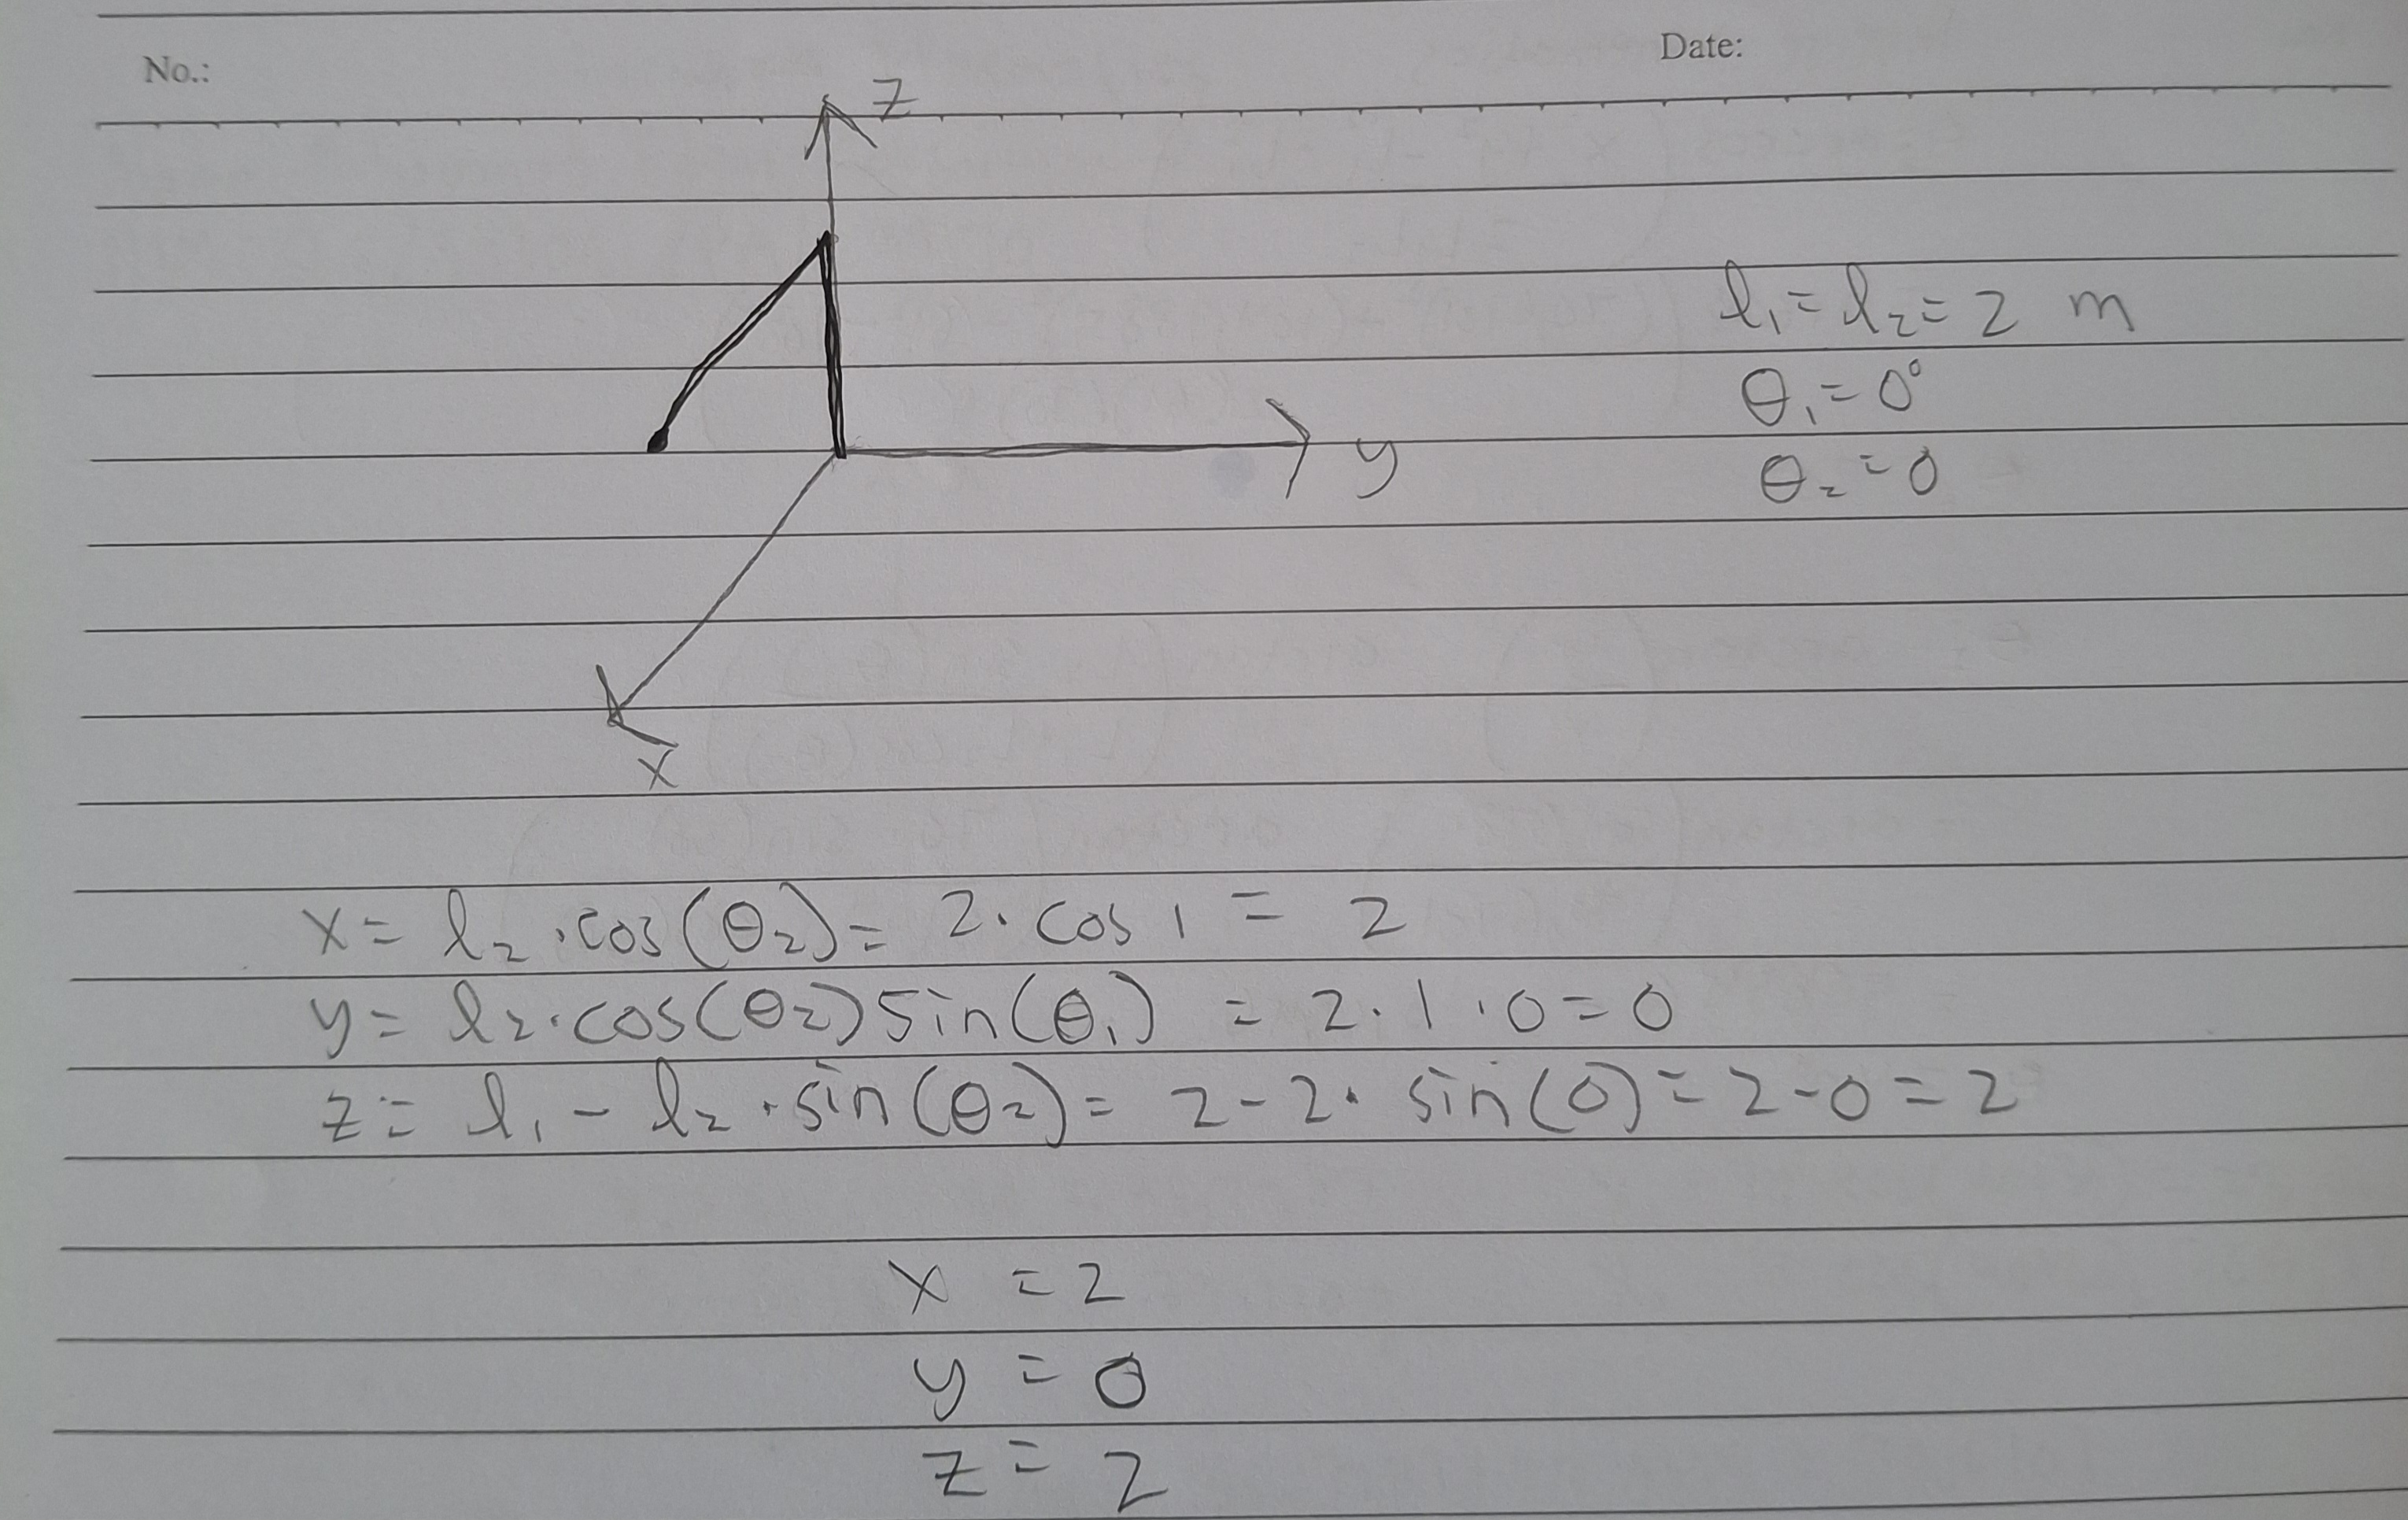 No.:
Date:
z
l₁ = l₂ = 2 m
θ₁ = 0°
y
θ₂ = 0
x
x = l₂ · cos(θ₂) = 2 · cos 1 = 2
y = l₂ · cos(θ₂) sin(θ₁) = 2 · 1 · 0 = 0
z = l₁ - l₂ · sin(θ₂) = 2 - 2 · sin(0) = 2 - 0 = 2
x = 2
y = 0
z = 2